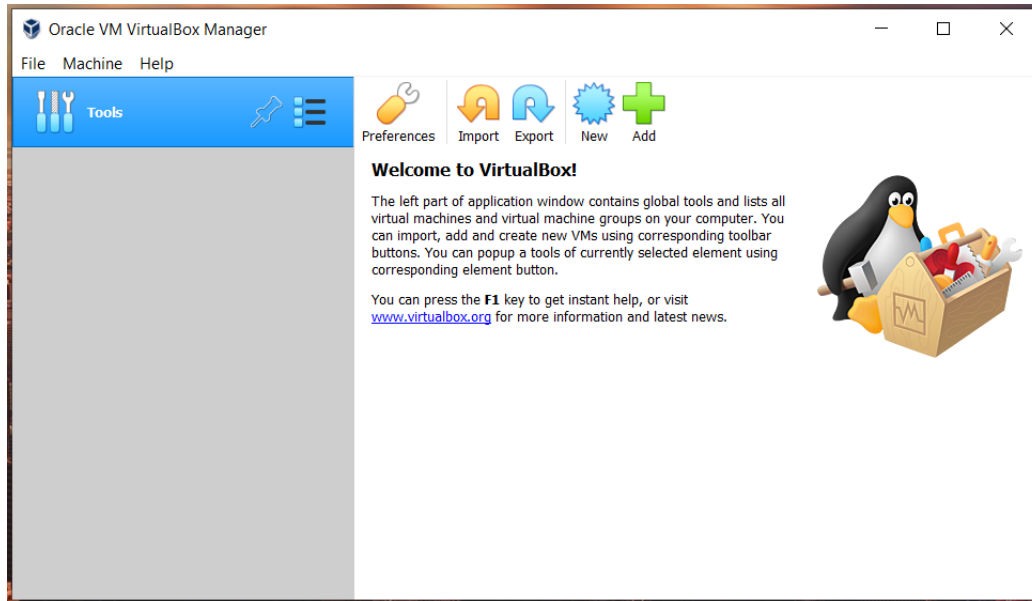 Oracle VM VirtualBox Manager
File Machine Help
Tools
Preferences Import Export New Add
Welcome to VirtualBox!
The left part of application window contains global tools and lists all
virtual machines and virtual machine groups on your computer. You
can import, add and create new VMs using corresponding toolbar
buttons. You can popup a tools of currently selected element using
corresponding element button.
You can press the F1 key to get instant help, or visit
www.virtualbox.org for more information and latest news.